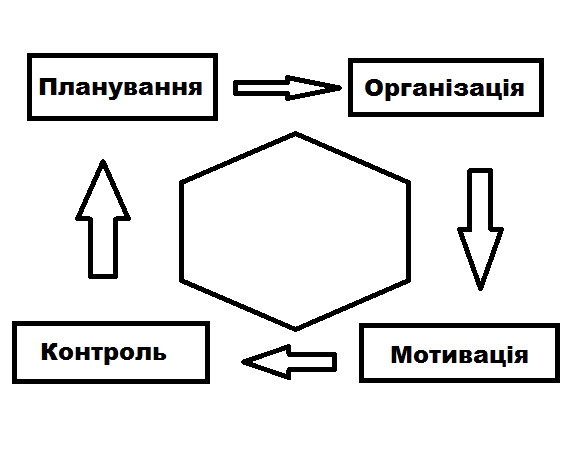 Планування
Організація
Мотивація
Контроль